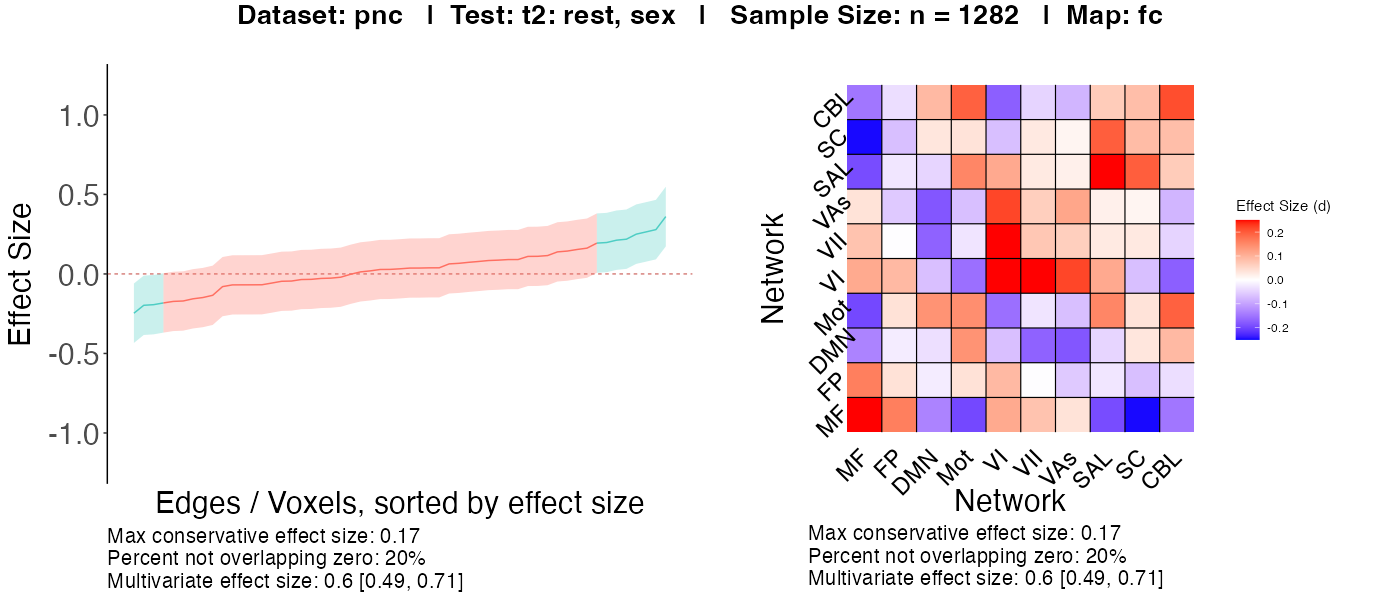 Dataset: pnc | Test: t2: rest, sex | Sample Size: n = 1282 | Map: fc
Effect Size
1.0
0.5
0.0
-0.5
-1.0
Edges / Voxels, sorted by effect size
Max conservative effect size: 0.17
Percent not overlapping zero: 20%
Multivariate effect size: 0.6 [0.49, 0.71]
Network
CBL
SC
SAL
VAs
VII
VI
Mot
DMN
FP
MF
MF
FP
DMN
Mot
VI
VII
VAs
SAL
SC
CBL
Network
Max conservative effect size: 0.17
Percent not overlapping zero: 20%
Multivariate effect size: 0.6 [0.49, 0.71]
Effect Size (d)
0.2
0.1
0.0
-0.1
-0.2